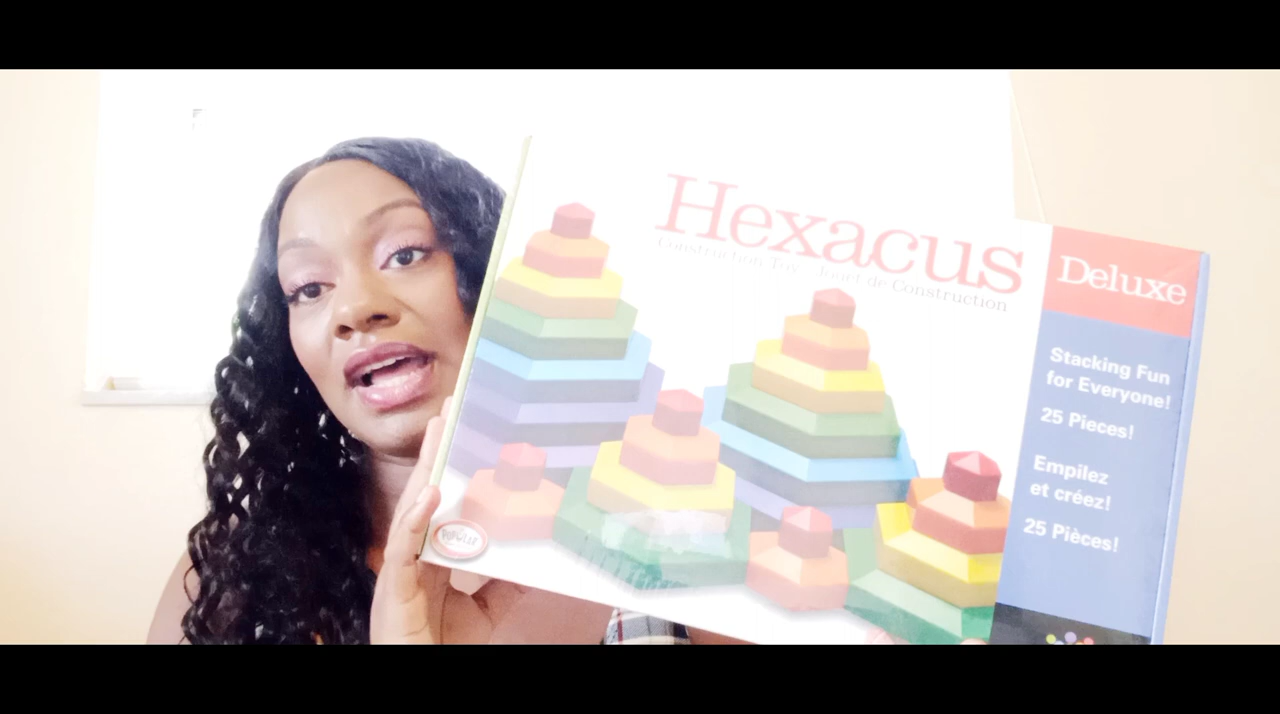 Hexacus
Construction Toy · Jouet de Construction
Deluxe
Stacking Fun
for Everyone!
25 Pieces!
Empilez
et créez!
25 Pièces!